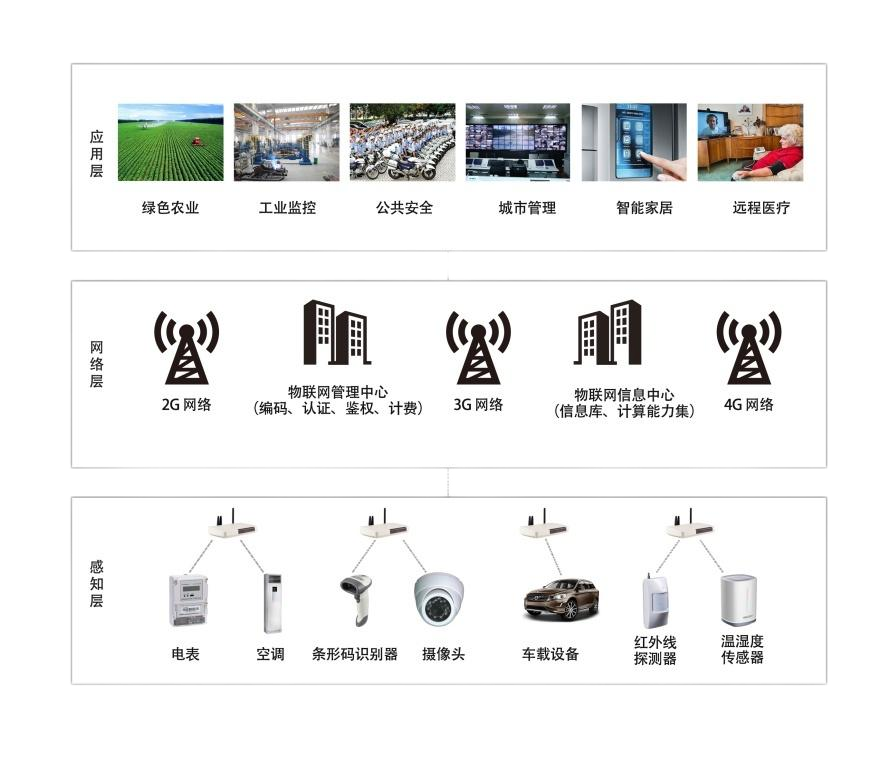 应用层
绿色农业
工业监控
公共安全
城市管理
智能家居
远程医疗
网络层
2G 网络
物联网管理中心
（编码、认证、鉴权、计费）
3G 网络
物联网信息中心
（信息库、计算能力集）
4G 网络
感知层
电表
空调
条形码识别器
摄像头
车载设备
红外线
探测器
温湿度
传感器